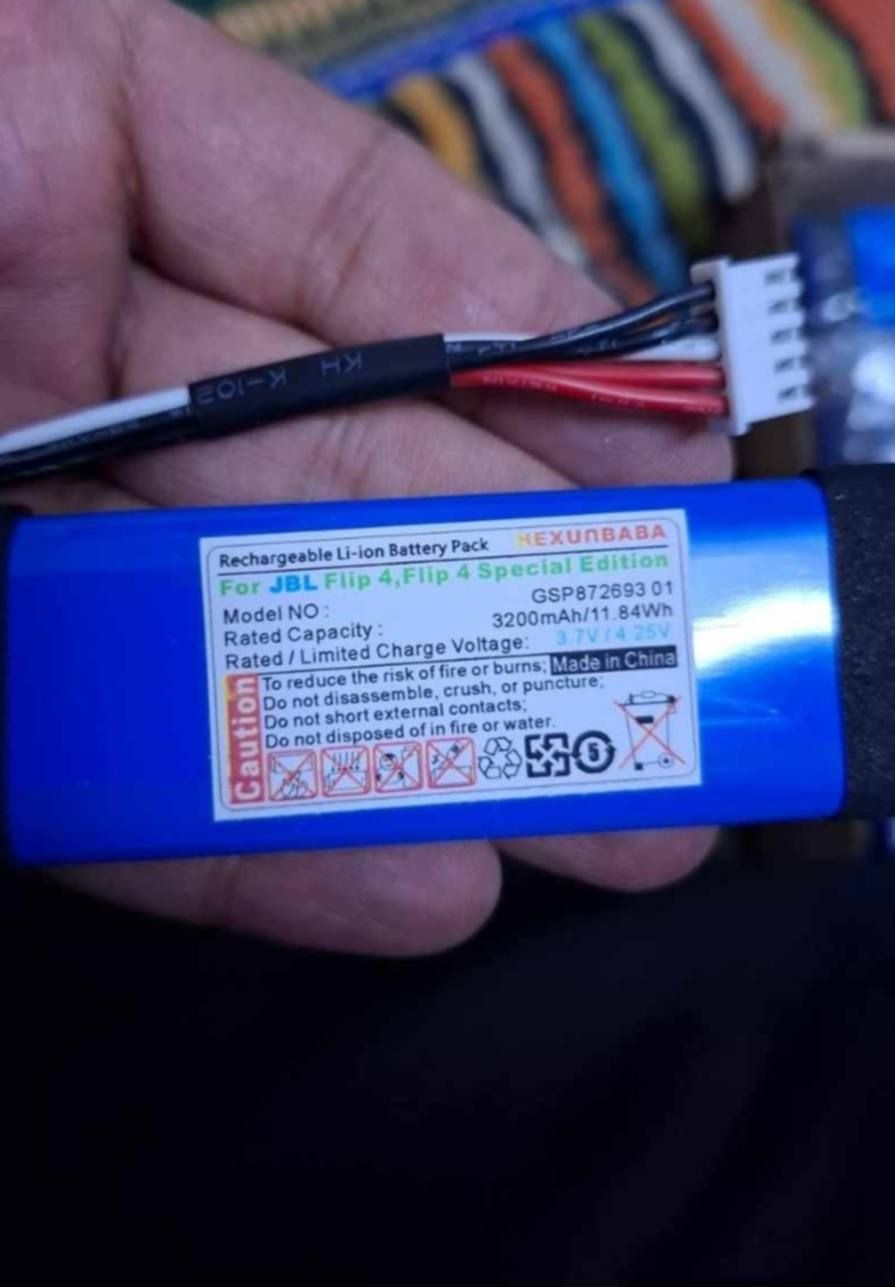 KH K-103
Rechargeable Li-ion Battery Pack HEXUNBABA
For JBL Flip 4,Flip 4 Special Edition
Model NO : GSP872693 01
Rated Capacity : 3200mAh/11.84Wh
Rated / Limited Charge Voltage: 3.7V / 4.25V
Caution
To reduce the risk of fire or burns; Made in China
Do not disassemble, crush, or puncture;
Do not short external contacts;
Do not disposed of in fire or water.
5